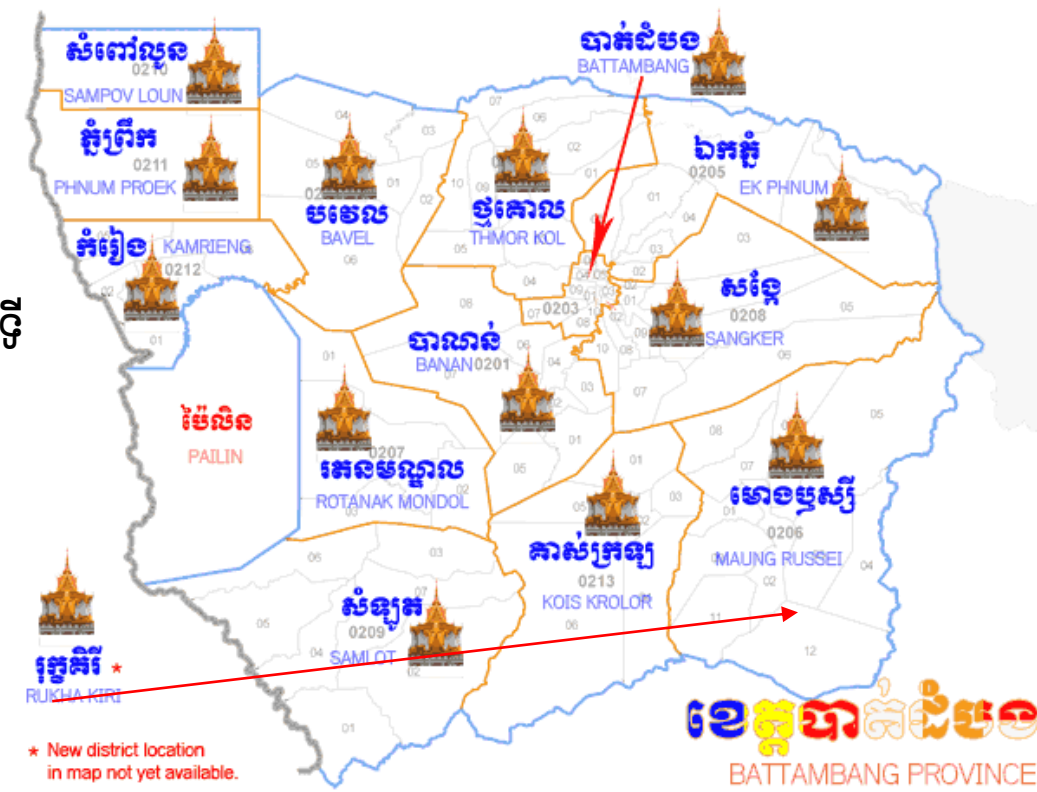 សំពៅលូន
0210
SAMPOV LOUN
ភ្នំព្រឹក
0211
PHNUM PROEK
កំរៀង
KAMRIENG
0212
បវេល
BAVEL
ថ្មគោល
THMOR KOL
បាត់ដំបង
BATTAMBANG
0203
ឯកភ្នំ
0205
EK PHNUM
សង្កែ
0208
SANGKER
ទី
បាណន់
BANAN 0201
ប៉ៃលិន
PAILIN
0207
រតនមណ្ឌល
ROTANAK MONDOL
មោងឫស្សី
0206
MAUNG RUSSEI
គាស់ក្រឡ
0213
KOIS KROLOR
សំឡូត
0209
SAMLOT
រុក្ខគិរី *
RUKHA KIRI
* New district location
in map not yet available.
ខេត្តបាត់ដំបង
BATTAMBANG PROVINCE